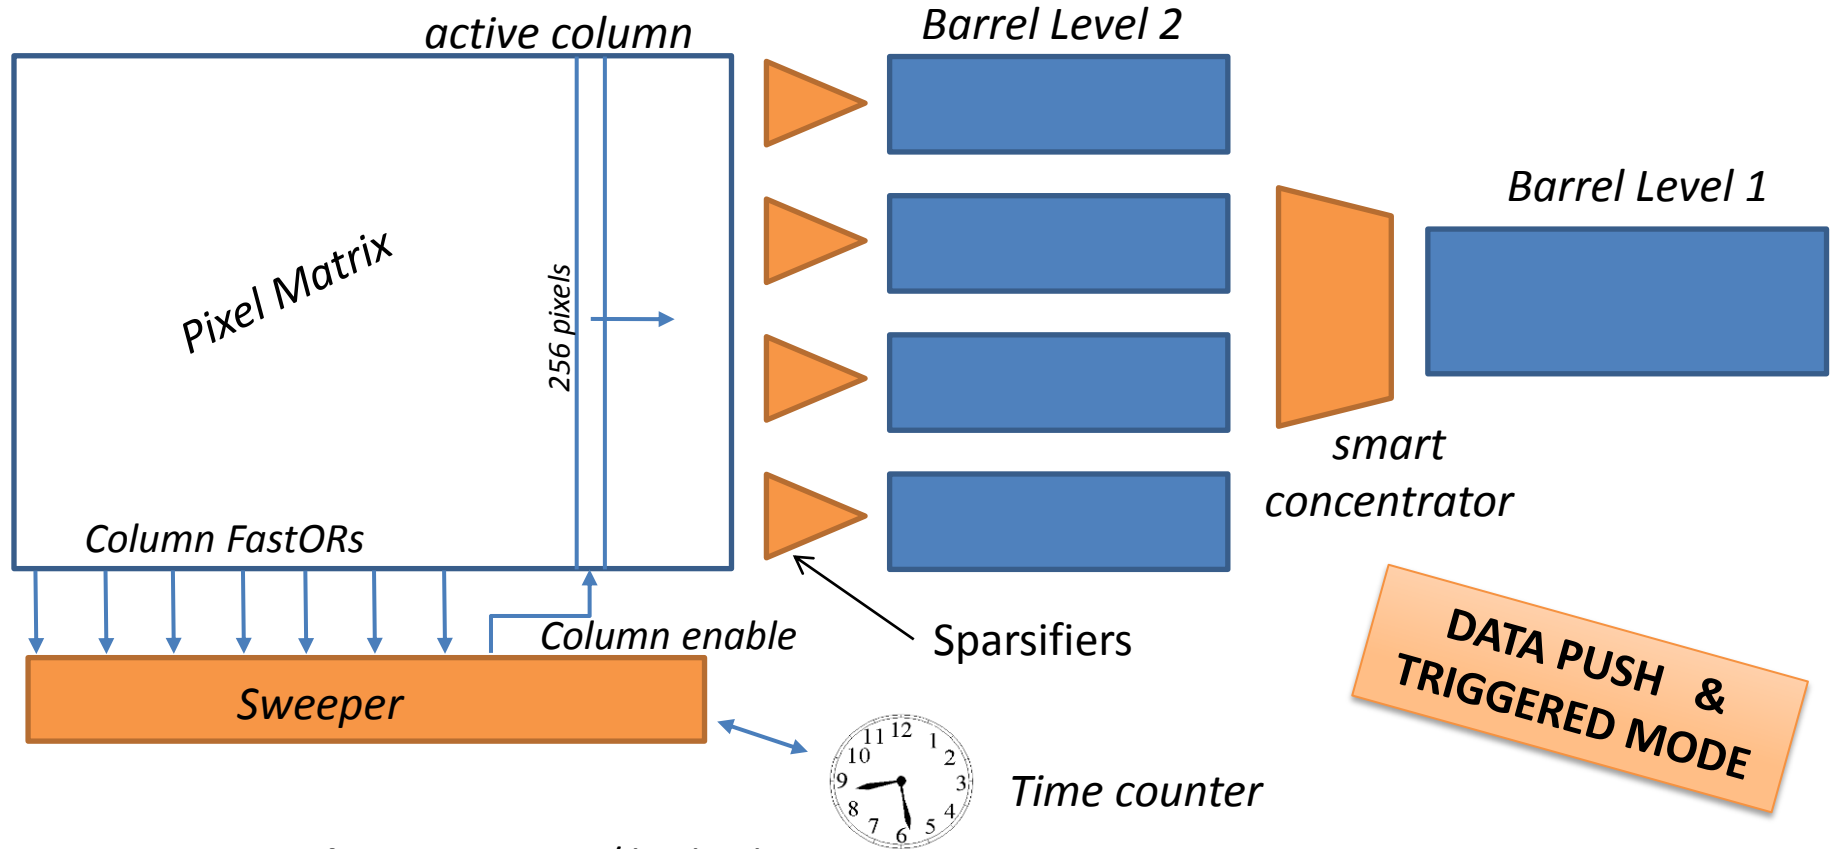 active column
Barrel Level 2
Barrel Level 1
Pixel Matrix
256 pixels
smart
concentrator
Column FastORs
Column enable
Sparsifiers
Sweeper
DATA PUSH &
TRIGGERED MODE
12
11
1
10
2
9
3
8
4
7
5
6
Time counter